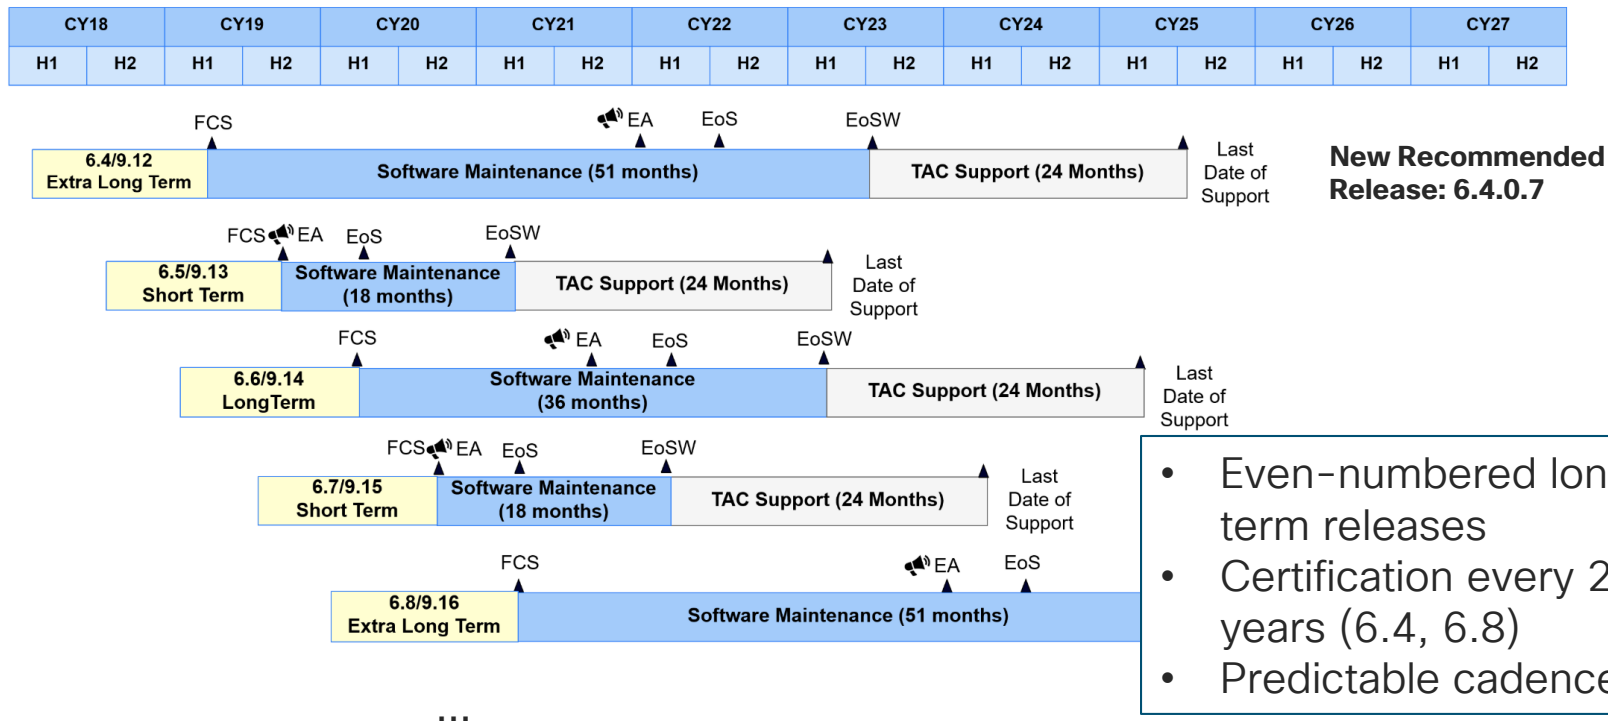 CY18 CY19 CY20 CY21 CY22 CY23 CY24 CY25 CY26 CY27
H1 H2 H1 H2 H1 H2 H1 H2 H1 H2 H1 H2 H1 H2 H1 H2 H1 H2 H1 H2
FCS EA EoS EoSW
6.4/9.12
Extra Long Term
Software Maintenance (51 months)
TAC Support (24 Months)
Last
Date of
Support
New Recommended
Release: 6.4.0.7
FCS EA EoS EoSW
6.5/9.13
Short Term
Software Maintenance
(18 months)
TAC Support (24 Months)
Last
Date of
Support
FCS EA EoS EoSW
6.6/9.14
LongTerm
Software Maintenance
(36 months)
TAC Support (24 Months)
Last
Date of
Support
FCS EA EoS EoSW
6.7/9.15
Short Term
Software Maintenance
(18 months)
TAC Support (24 Months)
Last
Date of
Support
FCS EA EoS
6.8/9.16
Extra Long Term
Software Maintenance (51 months)
• Even-numbered lon
term releases
• Certification every 2
years (6.4, 6.8)
• Predictable cadence
...